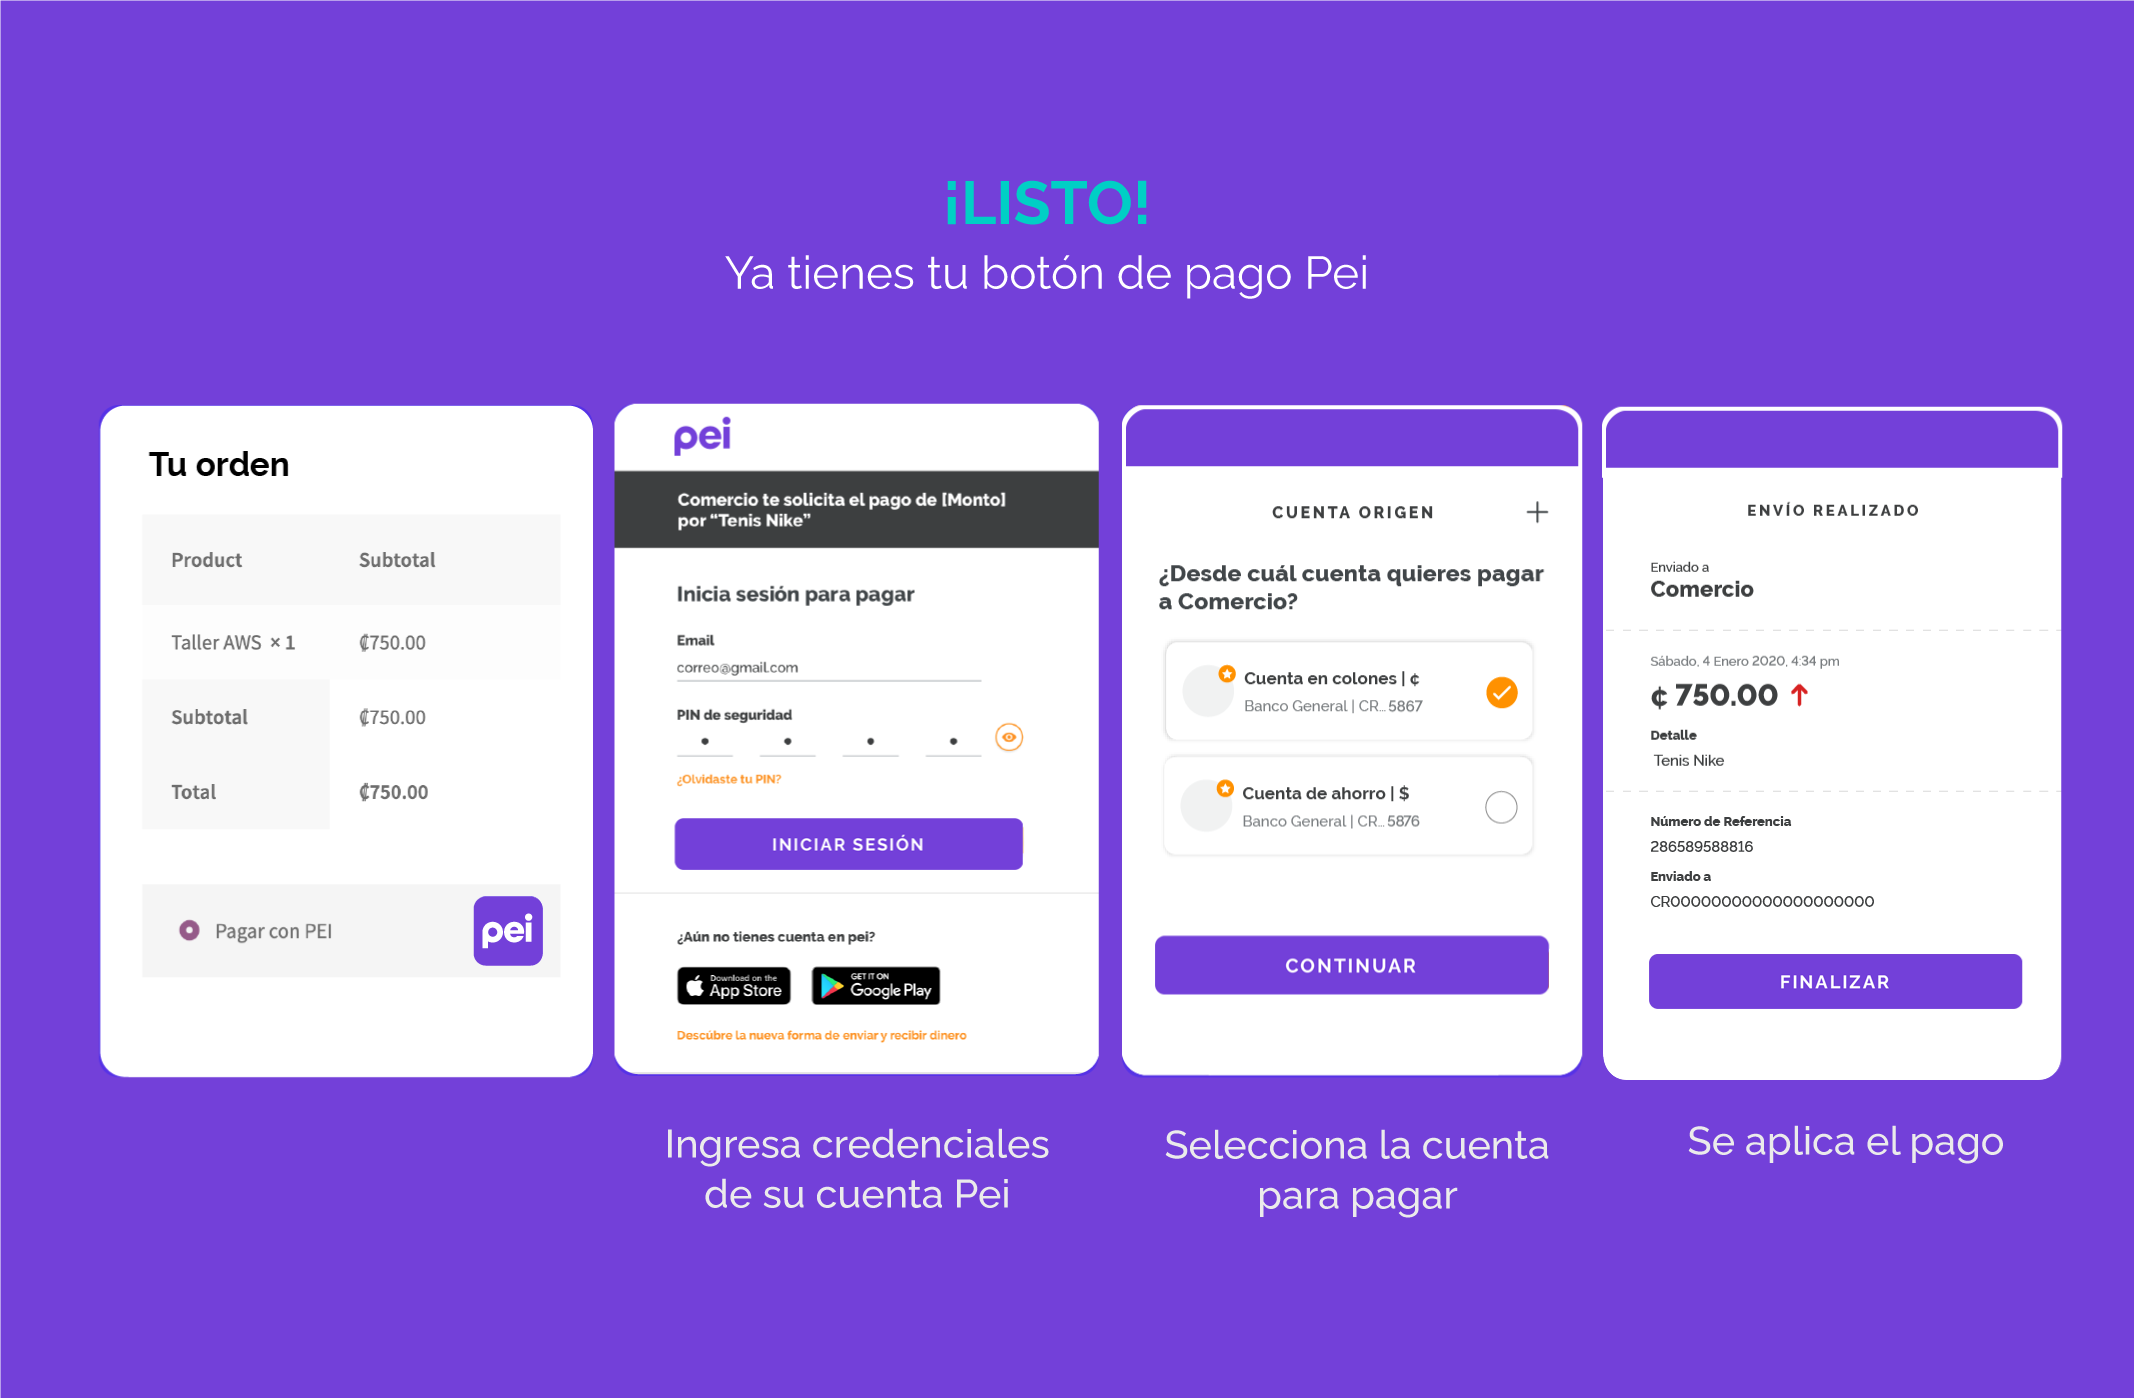 ¡LISTO!
Ya tienes tu botón de pago Pei
Tu orden
Product Subtotal
Taller AWS × 1 ₡750.00
Subtotal ₡750.00
Total ₡750.00
Pagar con PEI
pei
pei
Comercio te solicita el pago de [Monto]
por “Tenis Nike”
Inicia sesión para pagar
Email
correo@gmail.com
PIN de seguridad
¿Olvidaste tu PIN?
INICIAR SESIÓN
¿Aún no tienes cuenta en pei?
Download on the
App Store
GET IT ON
Google Play
Descúbre la nueva forma de enviar y recibir dinero
Ingresa credenciales
de su cuenta Pei
CUENTA ORIGEN
¿Desde cuál cuenta quieres pagar
a Comercio?
Cuenta en colones | ¢
Banco General | CR... 5867
Cuenta de ahorro | $
Banco General | CR... 5876
CONTINUAR
Selecciona la cuenta
para pagar
ENVÍO REALIZADO
Enviado a
Comercio
Sábado, 4 Enero 2020, 4:34 pm
¢ 750.00
Detalle
Tenis Nike
Número de Referencia
286589588816
Enviado a
CR00000000000000000000
FINALIZAR
Se aplica el pago